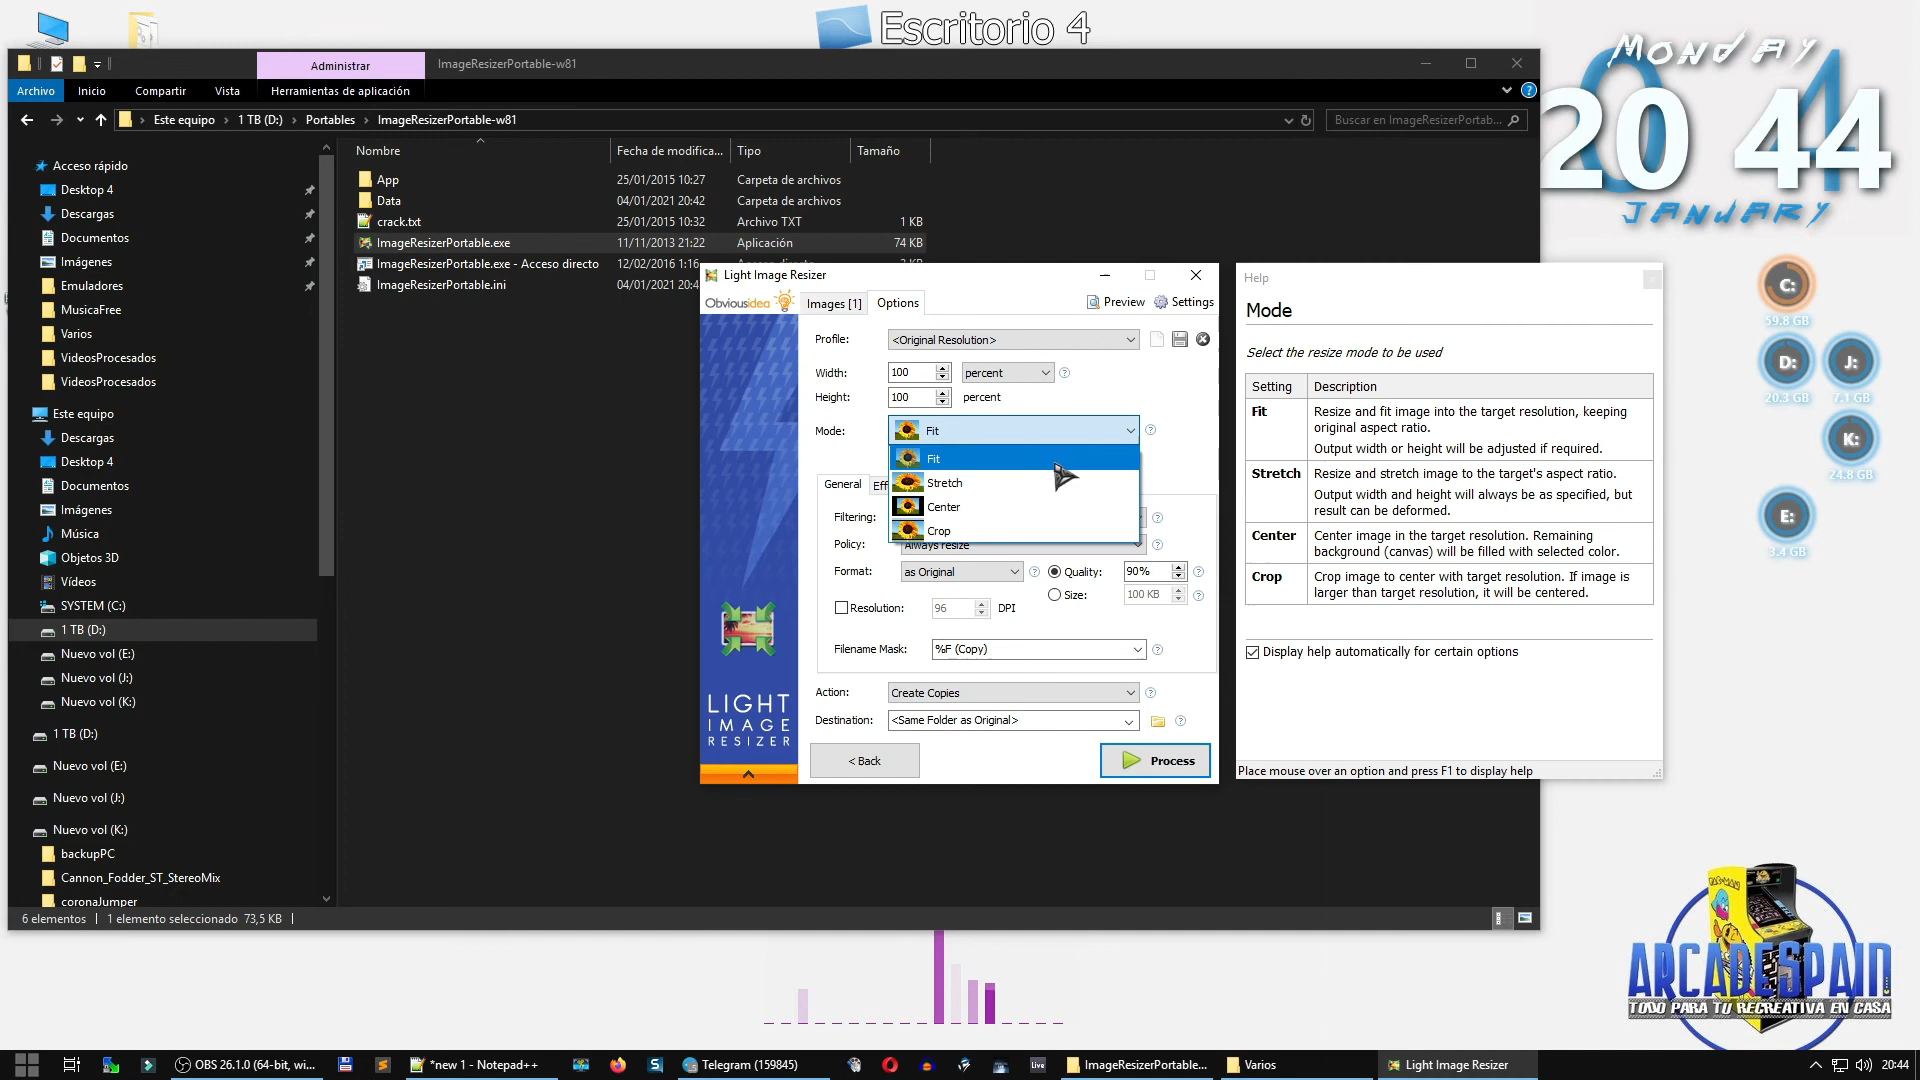 Escritorio 4
MONDAY
04
20 44
JANUARY
Administrar
ImageResizerPortable-w81
Archivo
Inicio
Compartir
Vista
Herramientas de aplicación
Este equipo
1 TB (D:)
Portables
ImageResizerPortable-w81
Buscar en ImageResizerPortab...
Nombre
Fecha de modifica...
Tipo
Tamaño
App
25/01/2015 10:27
Carpeta de archivos
Data
04/01/2021 20:42
Carpeta de archivos
crack.txt
25/01/2015 10:32
Archivo TXT
1 KB
ImageResizerPortable.exe
11/11/2013 21:22
Aplicación
74 KB
ImageResizerPortable.exe - Acceso directo
12/02/2016 1:16
ImageResizerPortable.ini
04/01/2021 20:4
Acceso rápido
Desktop 4
Descargas
Documentos
Imágenes
Emuladores
MusicaFree
Varios
VideosProcesados
VideosProcesados
Este equipo
Descargas
Desktop 4
Documentos
Imágenes
Música
Objetos 3D
Vídeos
SYSTEM (C:)
1 TB (D:)
Nuevo vol (E:)
Nuevo vol (J:)
Nuevo vol (K:)
1 TB (D:)
Nuevo vol (E:)
Nuevo vol (J:)
Nuevo vol (K:)
backupPC
Cannon_Fodder_ST_StereoMix
coronaJumper
6 elementos
1 elemento seleccionado 73,5 KB
Light Image Resizer
Obviousidea
Images [1]
Options
Preview
Settings
Profile:
<Original Resolution>
Width:
100
percent
Height:
100
percent
Mode:
Fit
Fit
Stretch
Center
Crop
General
Eff
Filtering:
Policy:
Always resize
Format:
as Original
Quality:
90%
Size:
100 KB
Resolution:
96
DPI
Filename Mask:
%F (Copy)
Action:
Create Copies
Destination:
<Same Folder as Original>
< Back
Process
LIGHT
IMAGE
RESIZER
Help
Mode
Select the resize mode to be used
Setting
Description
Fit
Resize and fit image into the target resolution, keeping
original aspect ratio.
Output width or height will be adjusted if required.
Stretch
Resize and stretch image to the target's aspect ratio.
Output width and height will always be as specified, but
result can be deformed.
Center
Center image in the target resolution. Remaining
background (canvas) will be filled with selected color.
Crop
Crop image to center with target resolution. If image is
larger than target resolution, it will be centered.
Display help automatically for certain options
Place mouse over an option and press F1 to display help
C:
59.8 GB
D:
20.3 GB
J:
7.1 GB
K:
24.8 GB
E:
3.4 GB
PAC-MAN
ARCADESPAIN
TODO PARA TU RECREATIVA EN CASA
OBS 26.1.0 (64-bit, wi...
*new 1 - Notepad++
Telegram (159845)
live
ImageResizerPortable...
Varios
Light Image Resizer
20:44